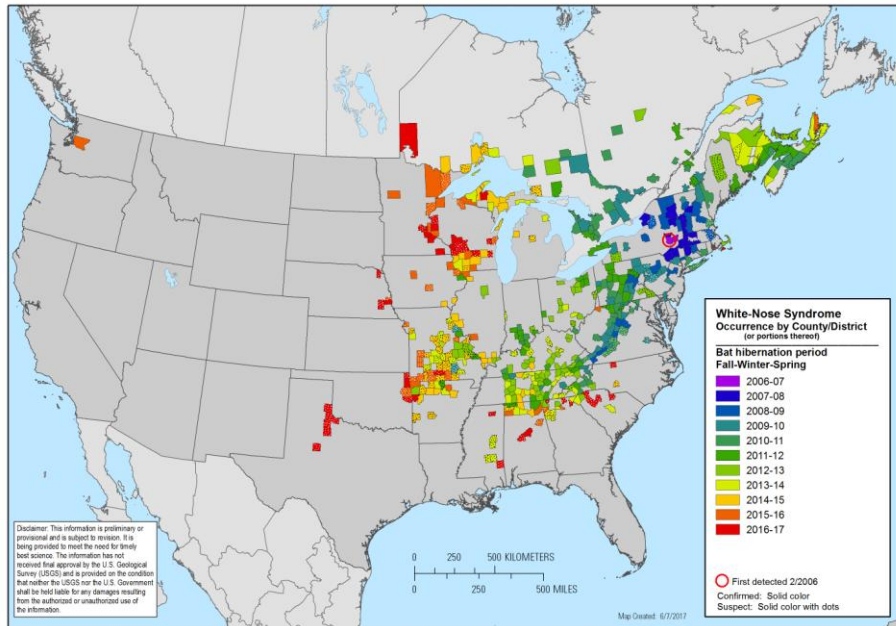 White-Nose Syndrome
Occurrence by County/District
(or portions thereof)
Bat hibernation period
Fall-Winter-Spring
2006-07
2007-08
2008-09
2009-10
2010-11
2011-12
2012-13
2013-14
2014-15
2015-16
2016-17
First detected 2/2006
Confirmed: Solid color
Suspect: Solid color with dots
Disclaimer: This information is preliminary or
provisional and is subject to revision. It is
being provided to meet the need for timely
best science. The information has not
received final approval by the U.S. Geological
Survey (USGS) and is provided on the condition
that neither the USGS nor the U.S. Government
shall be held liable for any damages resulting
from the authorized or unauthorized use of
the information.
0 250 500 KILOMETERS
0 250 500 MILES
Map Created: 6/7/2017